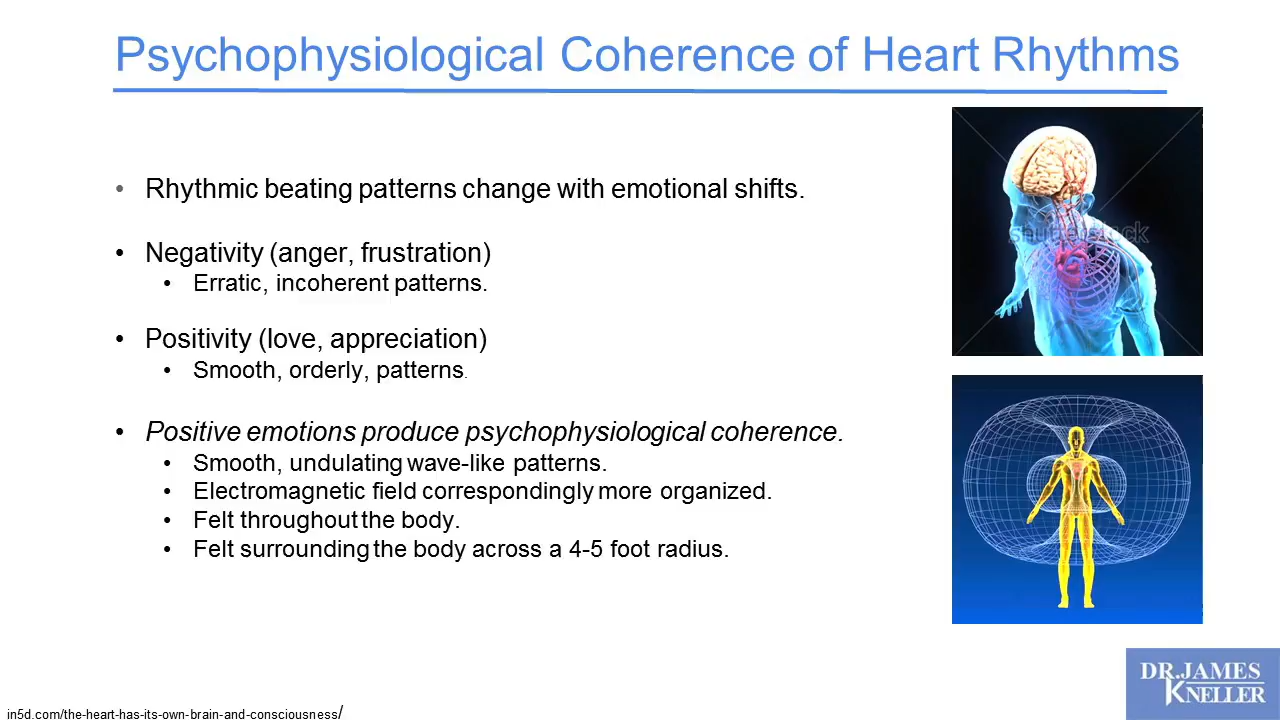 Psychophysiological Coherence of Heart Rhythms
• Rhythmic beating patterns change with emotional shifts.
• Negativity (anger, frustration)
• Erratic, incoherent patterns.
• Positivity (love, appreciation)
• Smooth, orderly, patterns.
• Positive emotions produce psychophysiological coherence.
• Smooth, undulating wave-like patterns.
• Electromagnetic field correspondingly more organized.
• Felt throughout the body.
• Felt surrounding the body across a 4-5 foot radius.
shutterstock
DR.JAMES
KNELLER
in5d.com/the-heart-has-its-own-brain-and-consciousness/